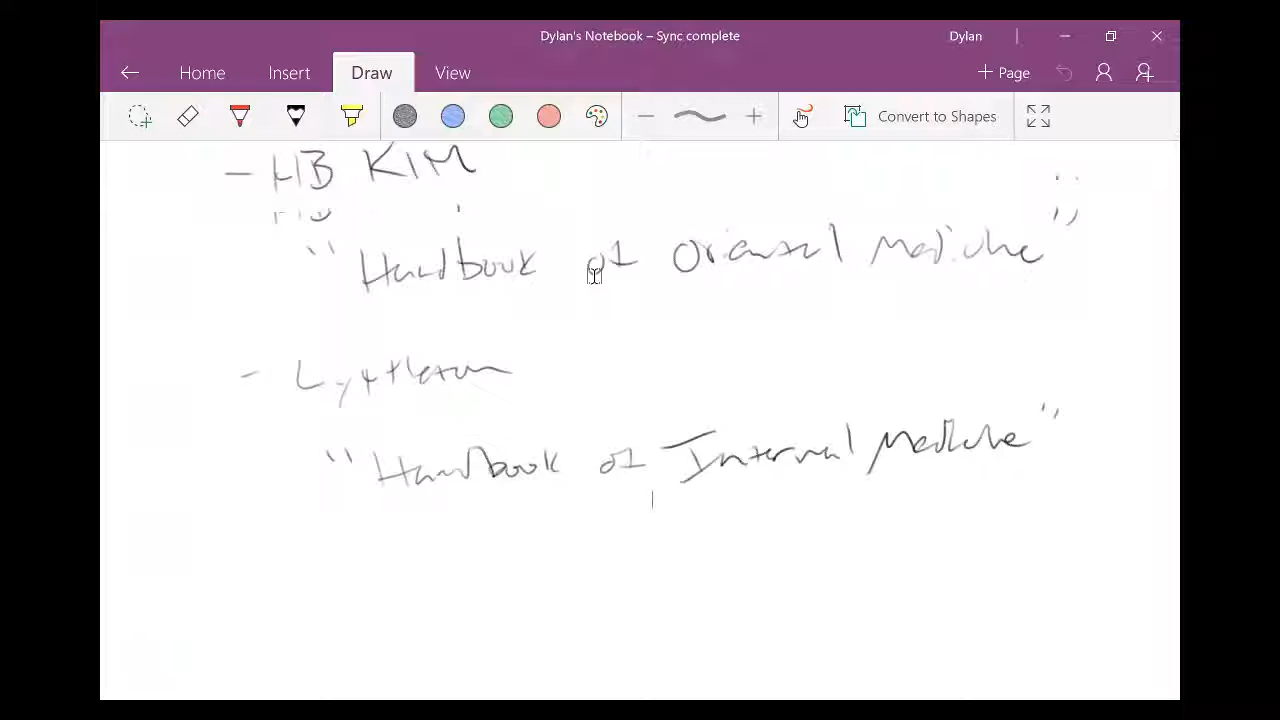 Dylan's Notebook – Sync complete
Dylan
Home Insert Draw View
Page
Convert to Shapes
- HB KIM
"Handbook of Oriental Medicine"
- Lyttleton
"Handbook of Internal Medicine"